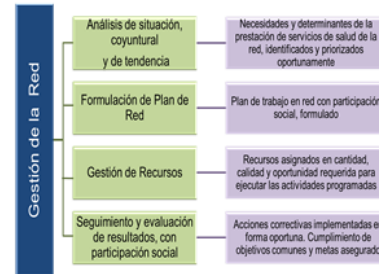 Gestión de la Red
Análisis de situación,
coyuntural
y de tendencia
Necesidades y determinantes de la
prestación de servicios de salud de la
red, identificados y priorizados
oportunamente
Formulación de Plan de
Red
Plan de trabajo en red con participación
social, formulado
Gestión de Recursos
Recursos asignados en cantidad,
calidad y oportunidad requerida para
ejecutar las actividades programadas
Seguimiento y evaluación
de resultados, con
participación social
Acciones correctivas implementadas en
forma oportuna. Cumplimiento de
objetivos comunes y metas asegurado